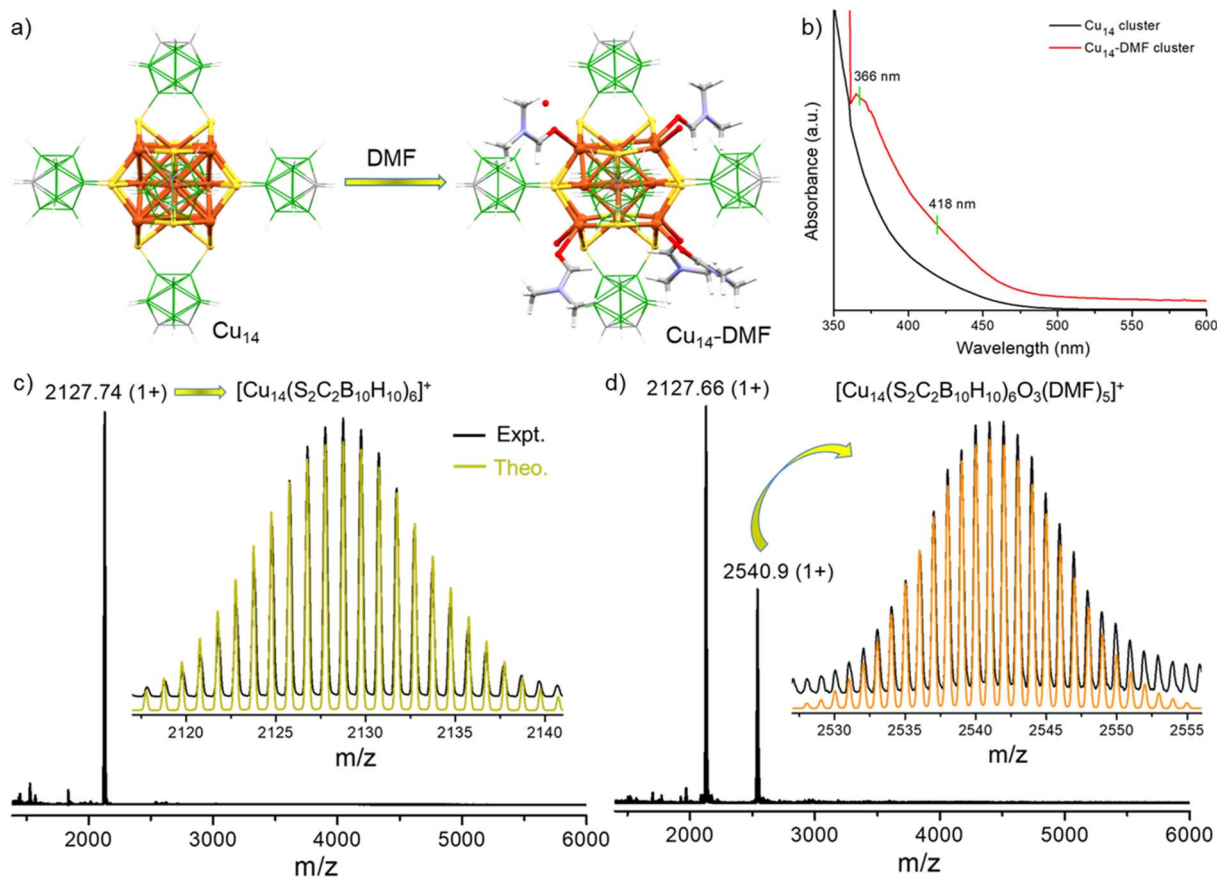 a)
DMF
Cu₁₄
Cu₁₄-DMF
b)
Cu₁₄ cluster
Cu₁₄-DMF cluster
366 nm
418 nm
Absorbance (a.u.)
350 400 450 500 550 600
Wavelength (nm)
c)
2127.74 (1+) [Cu₁₄(S₂C₂B₁₀H₁₀)₆]⁺
Expt.
Theo.
2120 2125 2130 2135 2140
m/z
2000 3000 4000 5000 6000
m/z
d)
2127.66 (1+) [Cu₁₄(S₂C₂B₁₀H₁₀)₆O₃(DMF)₅]⁺
2540.9 (1+)
2530 2535 2540 2545 2550 2555
m/z
2000 3000 4000 5000 6000
m/z